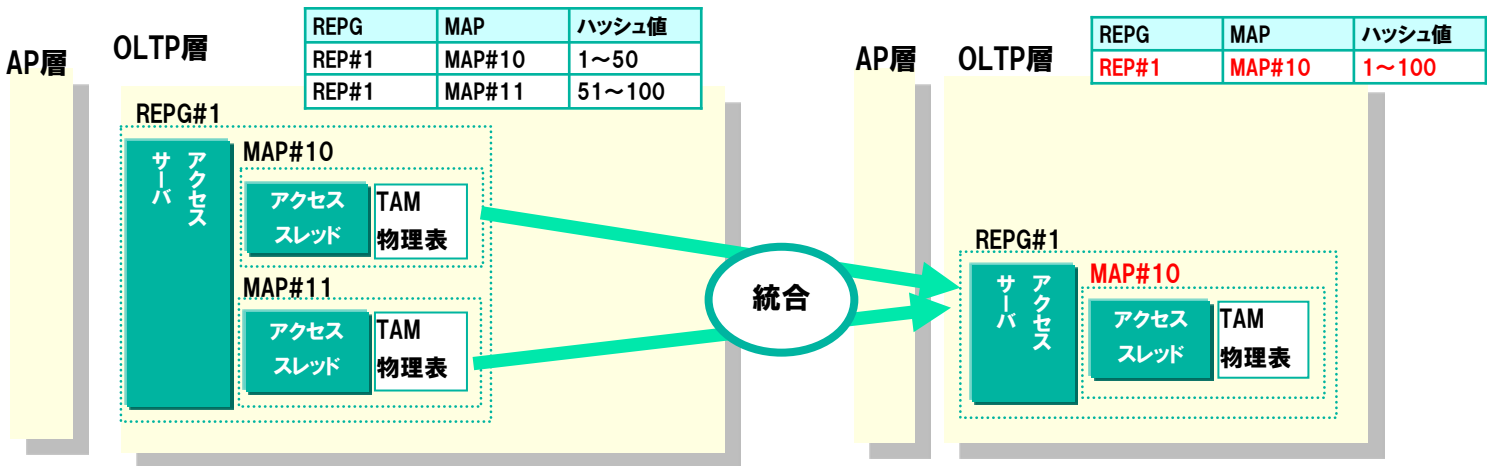 AP層
OLTP層
REPG MAP ハッシュ値
REP#1 MAP#10 1～50
REP#1 MAP#11 51～100
REPG#1
アクセス
サーバ
MAP#10
アクセス
スレッド
TAM
物理表
MAP#11
アクセス
スレッド
TAM
物理表
統合
AP層
OLTP層
REPG MAP ハッシュ値
REP#1 MAP#10 1～100
REPG#1
アクセス
サーバ
MAP#10
アクセス
スレッド
TAM
物理表